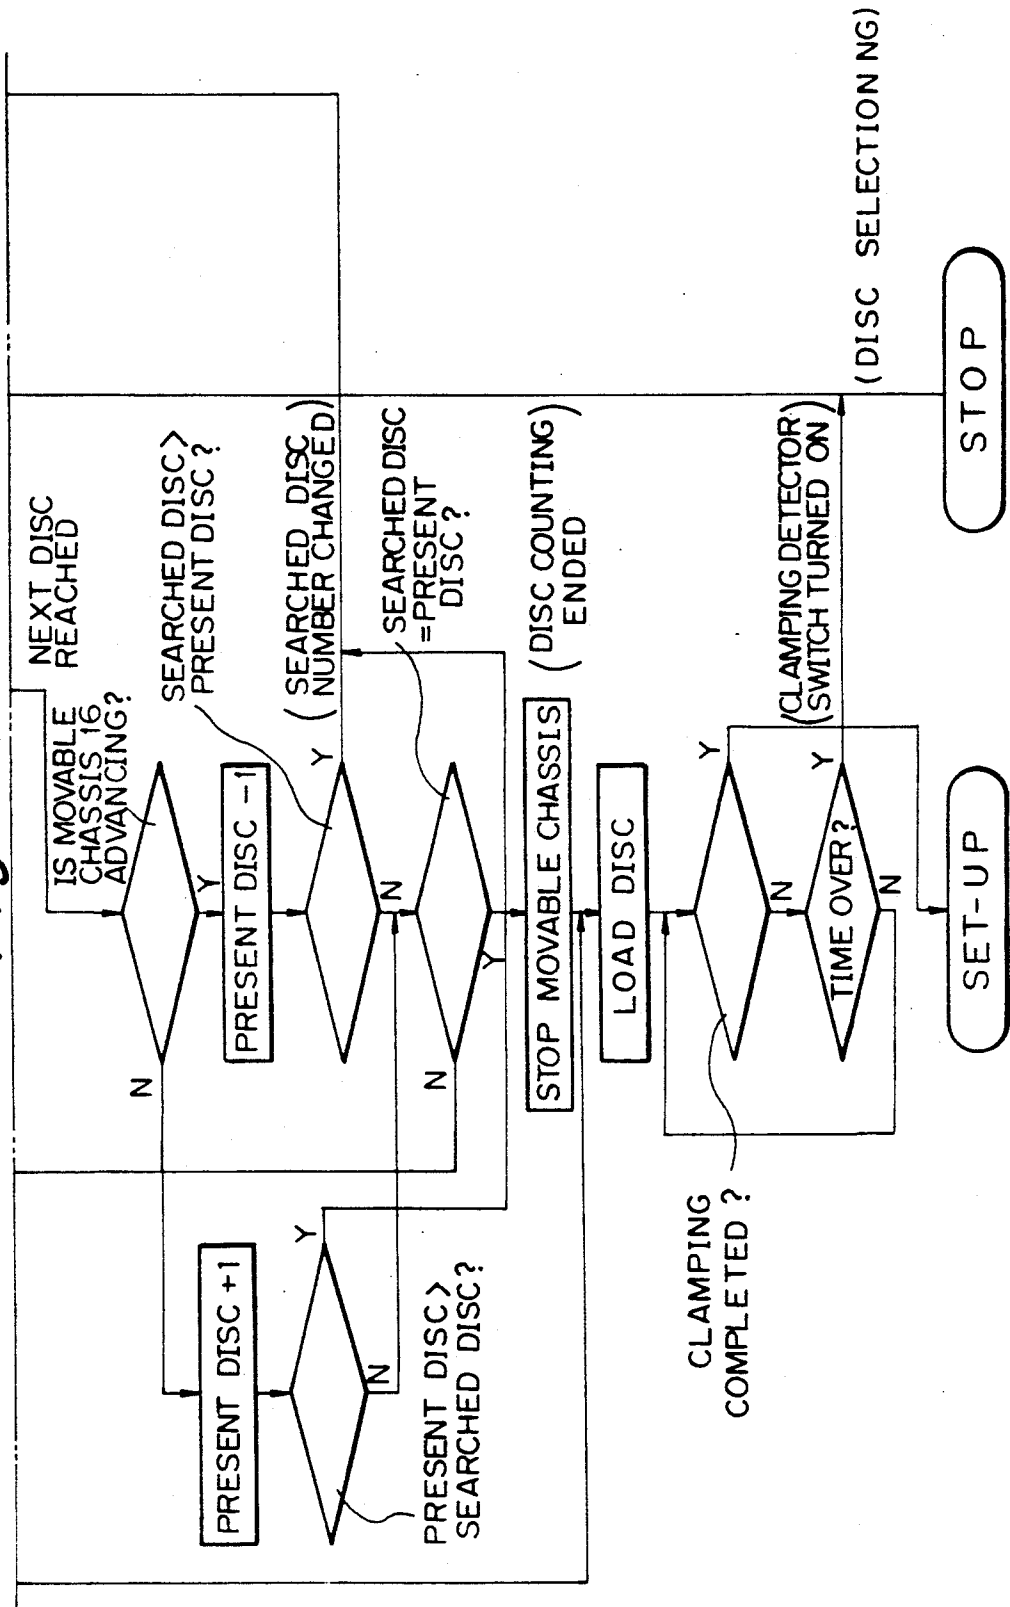 NEXT DISC
REACHED
IS MOVABLE
CHASSIS 16
ADVANCING?
N
Y
PRESENT DISC -1
SEARCHED DISC>
PRESENT DISC?
PRESENT DISC +1
Y
N
PRESENT DISC>
SEARCHED DISC?
Y
N
(SEARCHED DISC
NUMBER CHANGED)
SEARCHED DISC
=PRESENT
DISC?
N
Y
STOP MOVABLE CHASSIS
(DISC COUNTING
ENDED)
LOAD DISC
CLAMPING
COMPLETED ?
Y
N
(CLAMPING DETECTOR
SWITCH TURNED ON)
TIME OVER?
Y
N
(DISC SELECTION NG)
SET-UP
STOP